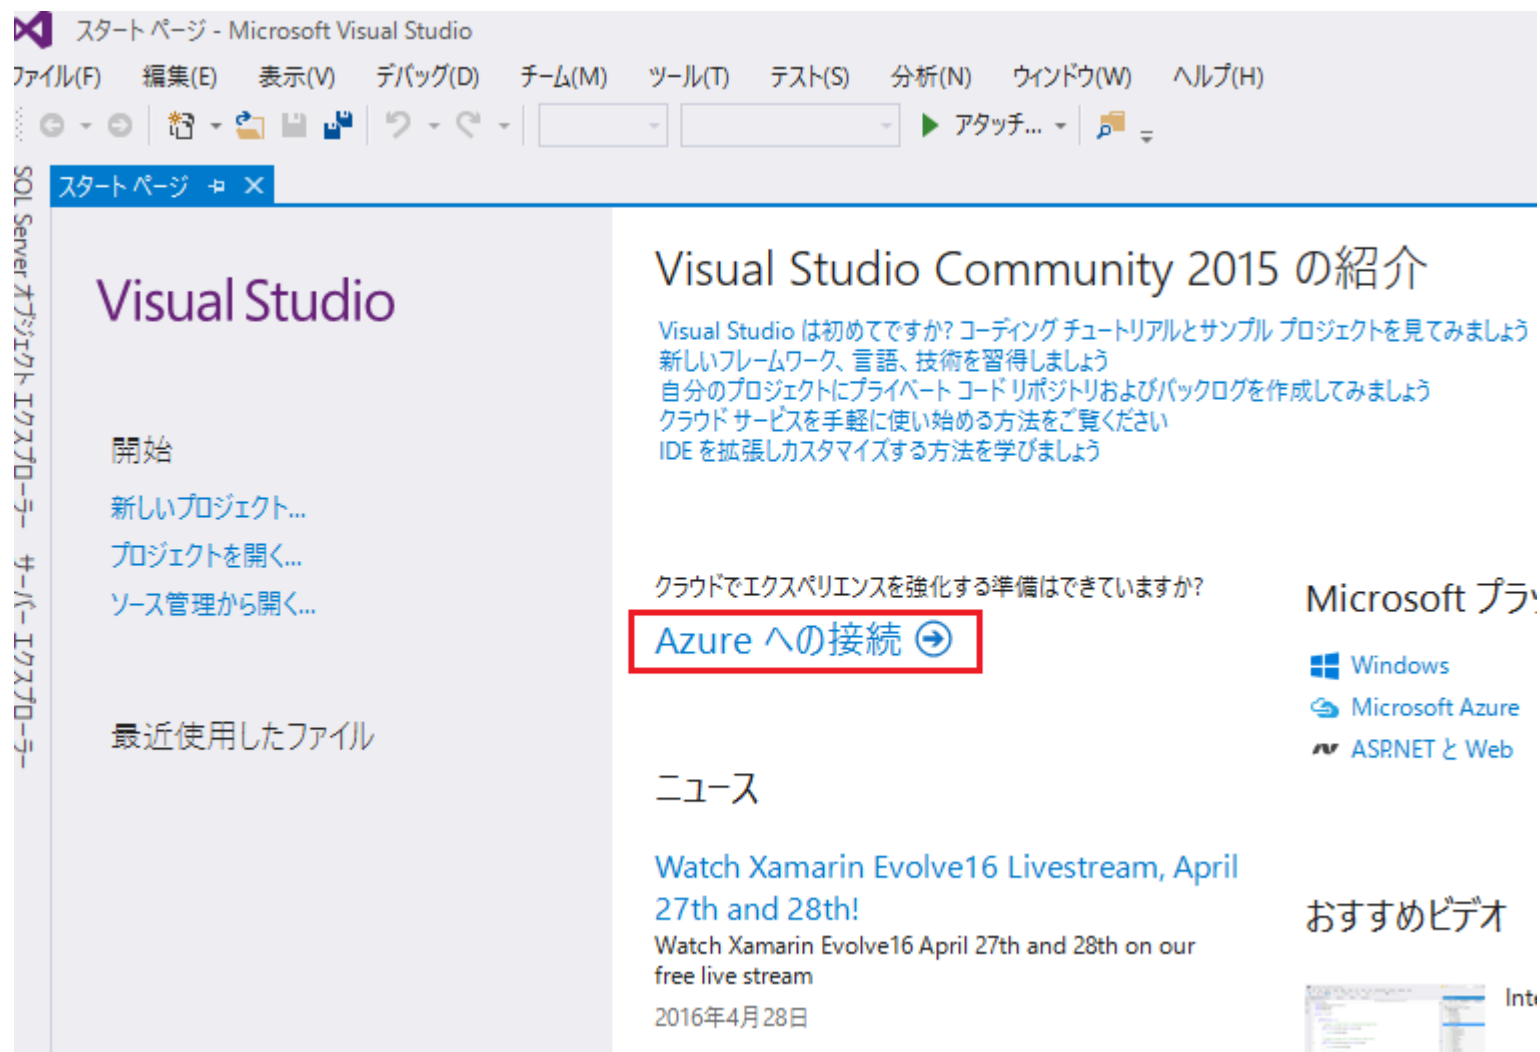 スタート ページ - Microsoft Visual Studio
ファイル(F) 編集(E) 表示(V) デバッグ(D) チーム(M) ツール(T) テスト(S) 分析(N) ウィンドウ(W) ヘルプ(H)
アタッチ...
SQL Server オブジェクト エクスプローラー
サーバー エクスプローラー
スタート ページ
Visual Studio
開始
新しいプロジェクト...
プロジェクトを開く...
ソース管理から開く...
最近使用したファイル
Visual Studio Community 2015 の紹介
Visual Studio は初めてですか? コーディング チュートリアルとサンプル プロジェクトを見てみましょう
新しいフレームワーク、言語、技術を習得しましょう
自分のプロジェクトにプライベート コード リポジトリおよびバックログを作成してみましょう
クラウド サービスを手軽に使い始める方法をご覧ください
IDE を拡張しカスタマイズする方法を学びましょう
クラウドでエクスペリエンスを強化する準備はできていますか?
Azure への接続
ニュース
Watch Xamarin Evolve16 Livestream, April
27th and 28th!
Watch Xamarin Evolve16 April 27th and 28th on our
free live stream
2016年4月28日
Microsoft プラッ
Windows
Microsoft Azure
ASP.NET と Web
おすすめビデオ
Inte